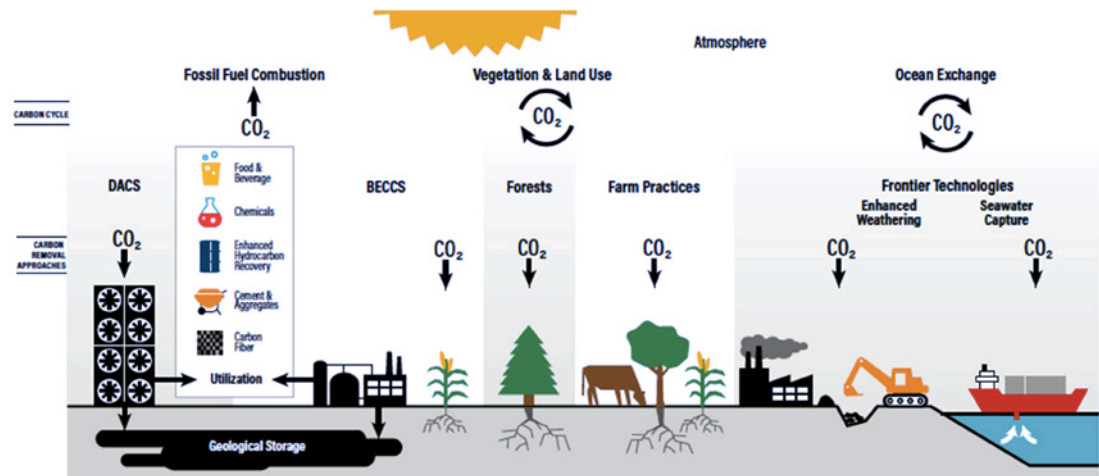 Atmosphere
Fossil Fuel Combustion
Vegetation & Land Use
Ocean Exchange
CARBON CYCLE
CO2
CO2
CO2
DACS
Food &
Beverage
Chemicals
Enhanced
Hydrocarbon
Recovery
Cement &
Aggregates
Carbon
Fiber
Utilization
BECCS
Forests
Farm Practices
Frontier Technologies
Enhanced
Weathering
Seawater
Capture
CARBON
REMOVAL
APPROACHES
CO2
CO2
CO2
CO2
CO2
CO2
Geological Storage